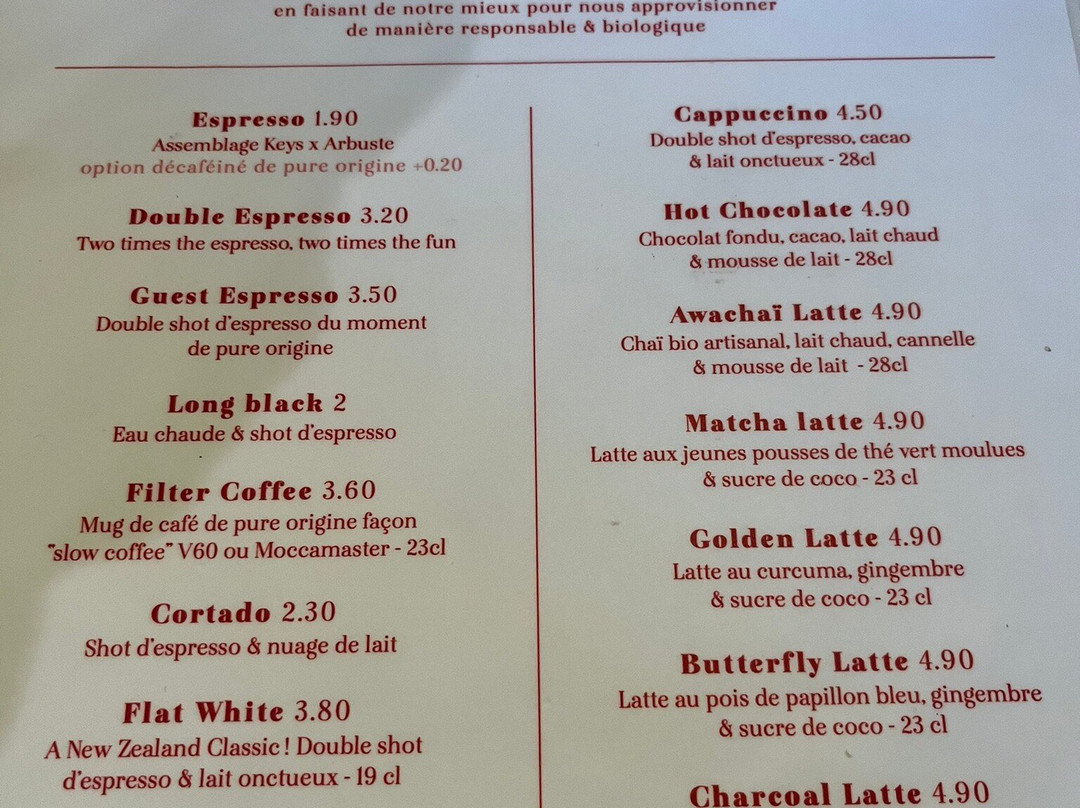 en faisant de notre mieux pour nous approvisionner
de manière responsable & biologique
Espresso 1.90
Assemblage Keys x Arbuste
option décaféiné de pure origine +0.20
Double Espresso 3.20
Two times the espresso, two times the fun
Guest Espresso 3.50
Double shot d'espresso du moment
de pure origine
Long black 2
Eau chaude & shot d'espresso
Filter Coffee 3.60
Mug de café de pure origine façon
"slow coffee" V60 ou Moccamaster - 23cl
Cortado 2.30
Shot d'espresso & nuage de lait
Flat White 3.80
A New Zealand Classic ! Double shot
d'espresso & lait onctueux - 19 cl
Cappuccino 4.50
Double shot d'espresso, cacao
& lait onctueux - 28cl
Hot Chocolate 4.90
Chocolat fondu, cacao, lait chaud
& mousse de lait - 28cl
Awachaï Latte 4.90
Chaï bio artisanal, lait chaud, cannelle
& mousse de lait - 28cl
Matcha latte 4.90
Latte aux jeunes pousses de thé vert moulues
& sucre de coco - 23 cl
Golden Latte 4.90
Latte au curcuma, gingembre
& sucre de coco - 23 cl
Butterfly Latte 4.90
Latte au pois de papillon bleu, gingembre
& sucre de coco - 23 cl
Charcoal Latte 4.90